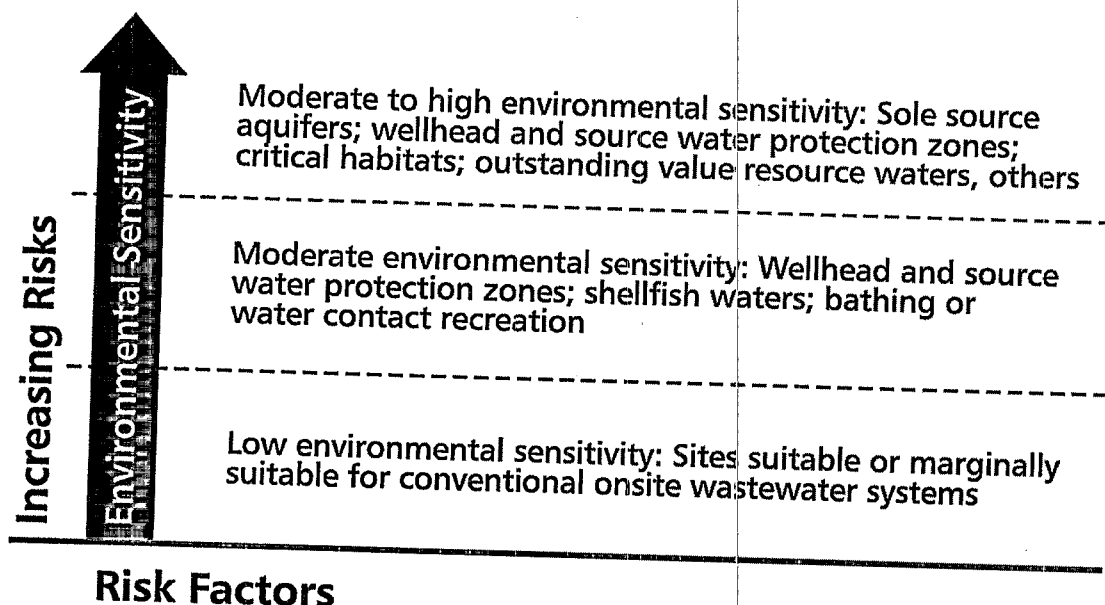 Moderate to high environmental sensitivity: Sole source
aquifers; wellhead and source water protection zones;
critical habitats; outstanding value resource waters, others
Moderate environmental sensitivity: Wellhead and source
water protection zones; shellfish waters; bathing or
water contact recreation
Low environmental sensitivity: Sites suitable or marginally
suitable for conventional onsite wastewater systems
Increasing Risks
Environmental Sensitivity
Risk Factors